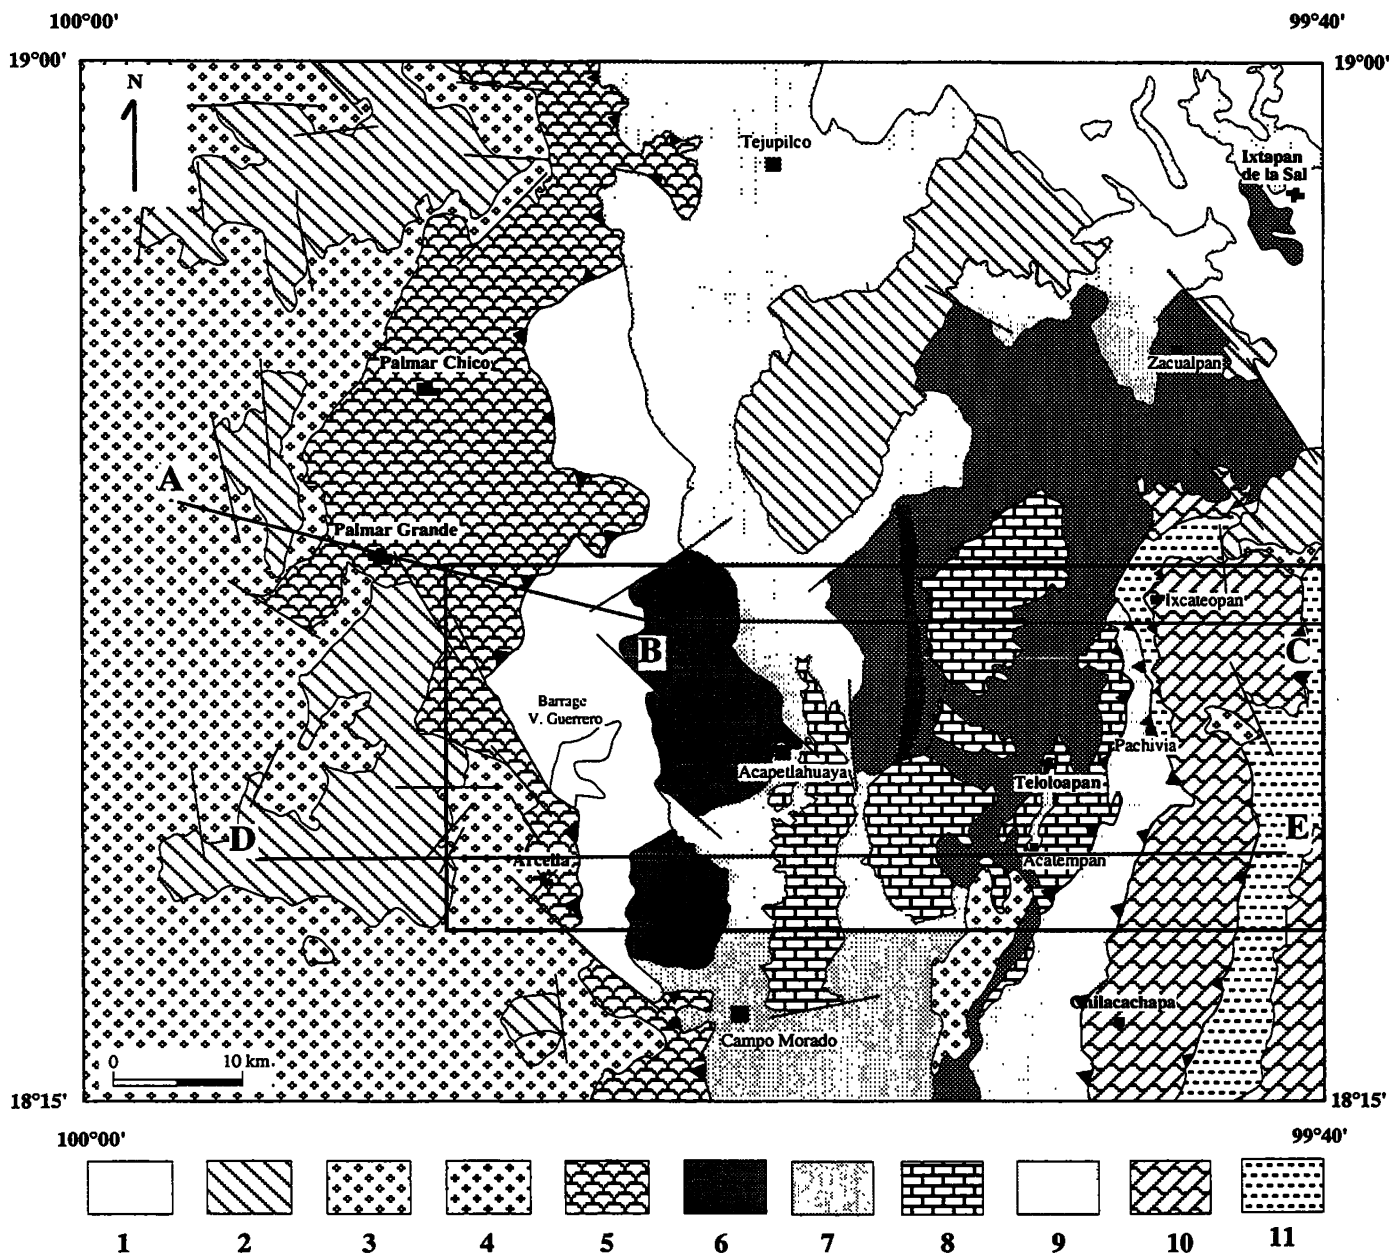 100°00'
99°40'
19°00'
19°00'
N
Tejupilco
Ixtapan
de la Sal
Palmar Chico
Zacualpan
A
Palmar Grande
Ixcateopan
B
C
Barrage
V. Guerrero
Pachivia
Acapetlahuaya
Teloloapan
D
E
Arcelia
Acatempan
Chilacachapa
Campo Morado
0
10 km
18°15'
18°15'
100°00'
99°40'
1
2
3
4
5
6
7
8
9
10
11